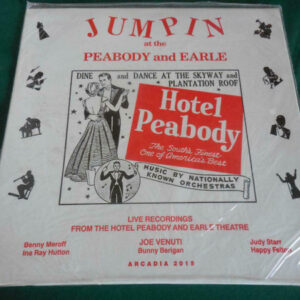 JUMPIN
at the
PEABODY and EARLE
DINE and DANCE AT THE SKYWAY and
PLANTATION ROOF
Hotel
Peabody
The South's Finest
One of America's Best
MUSIC BY NATIONALLY
KNOWN ORCHESTRAS
LIVE RECORDINGS
FROM THE HOTEL PEABODY AND EARLE THEATRE
Benny Meroff JOE VENUTI Judy Starr
Ina Ray Hutton Bunny Berigan Happy Felton
ARCADIA 2015